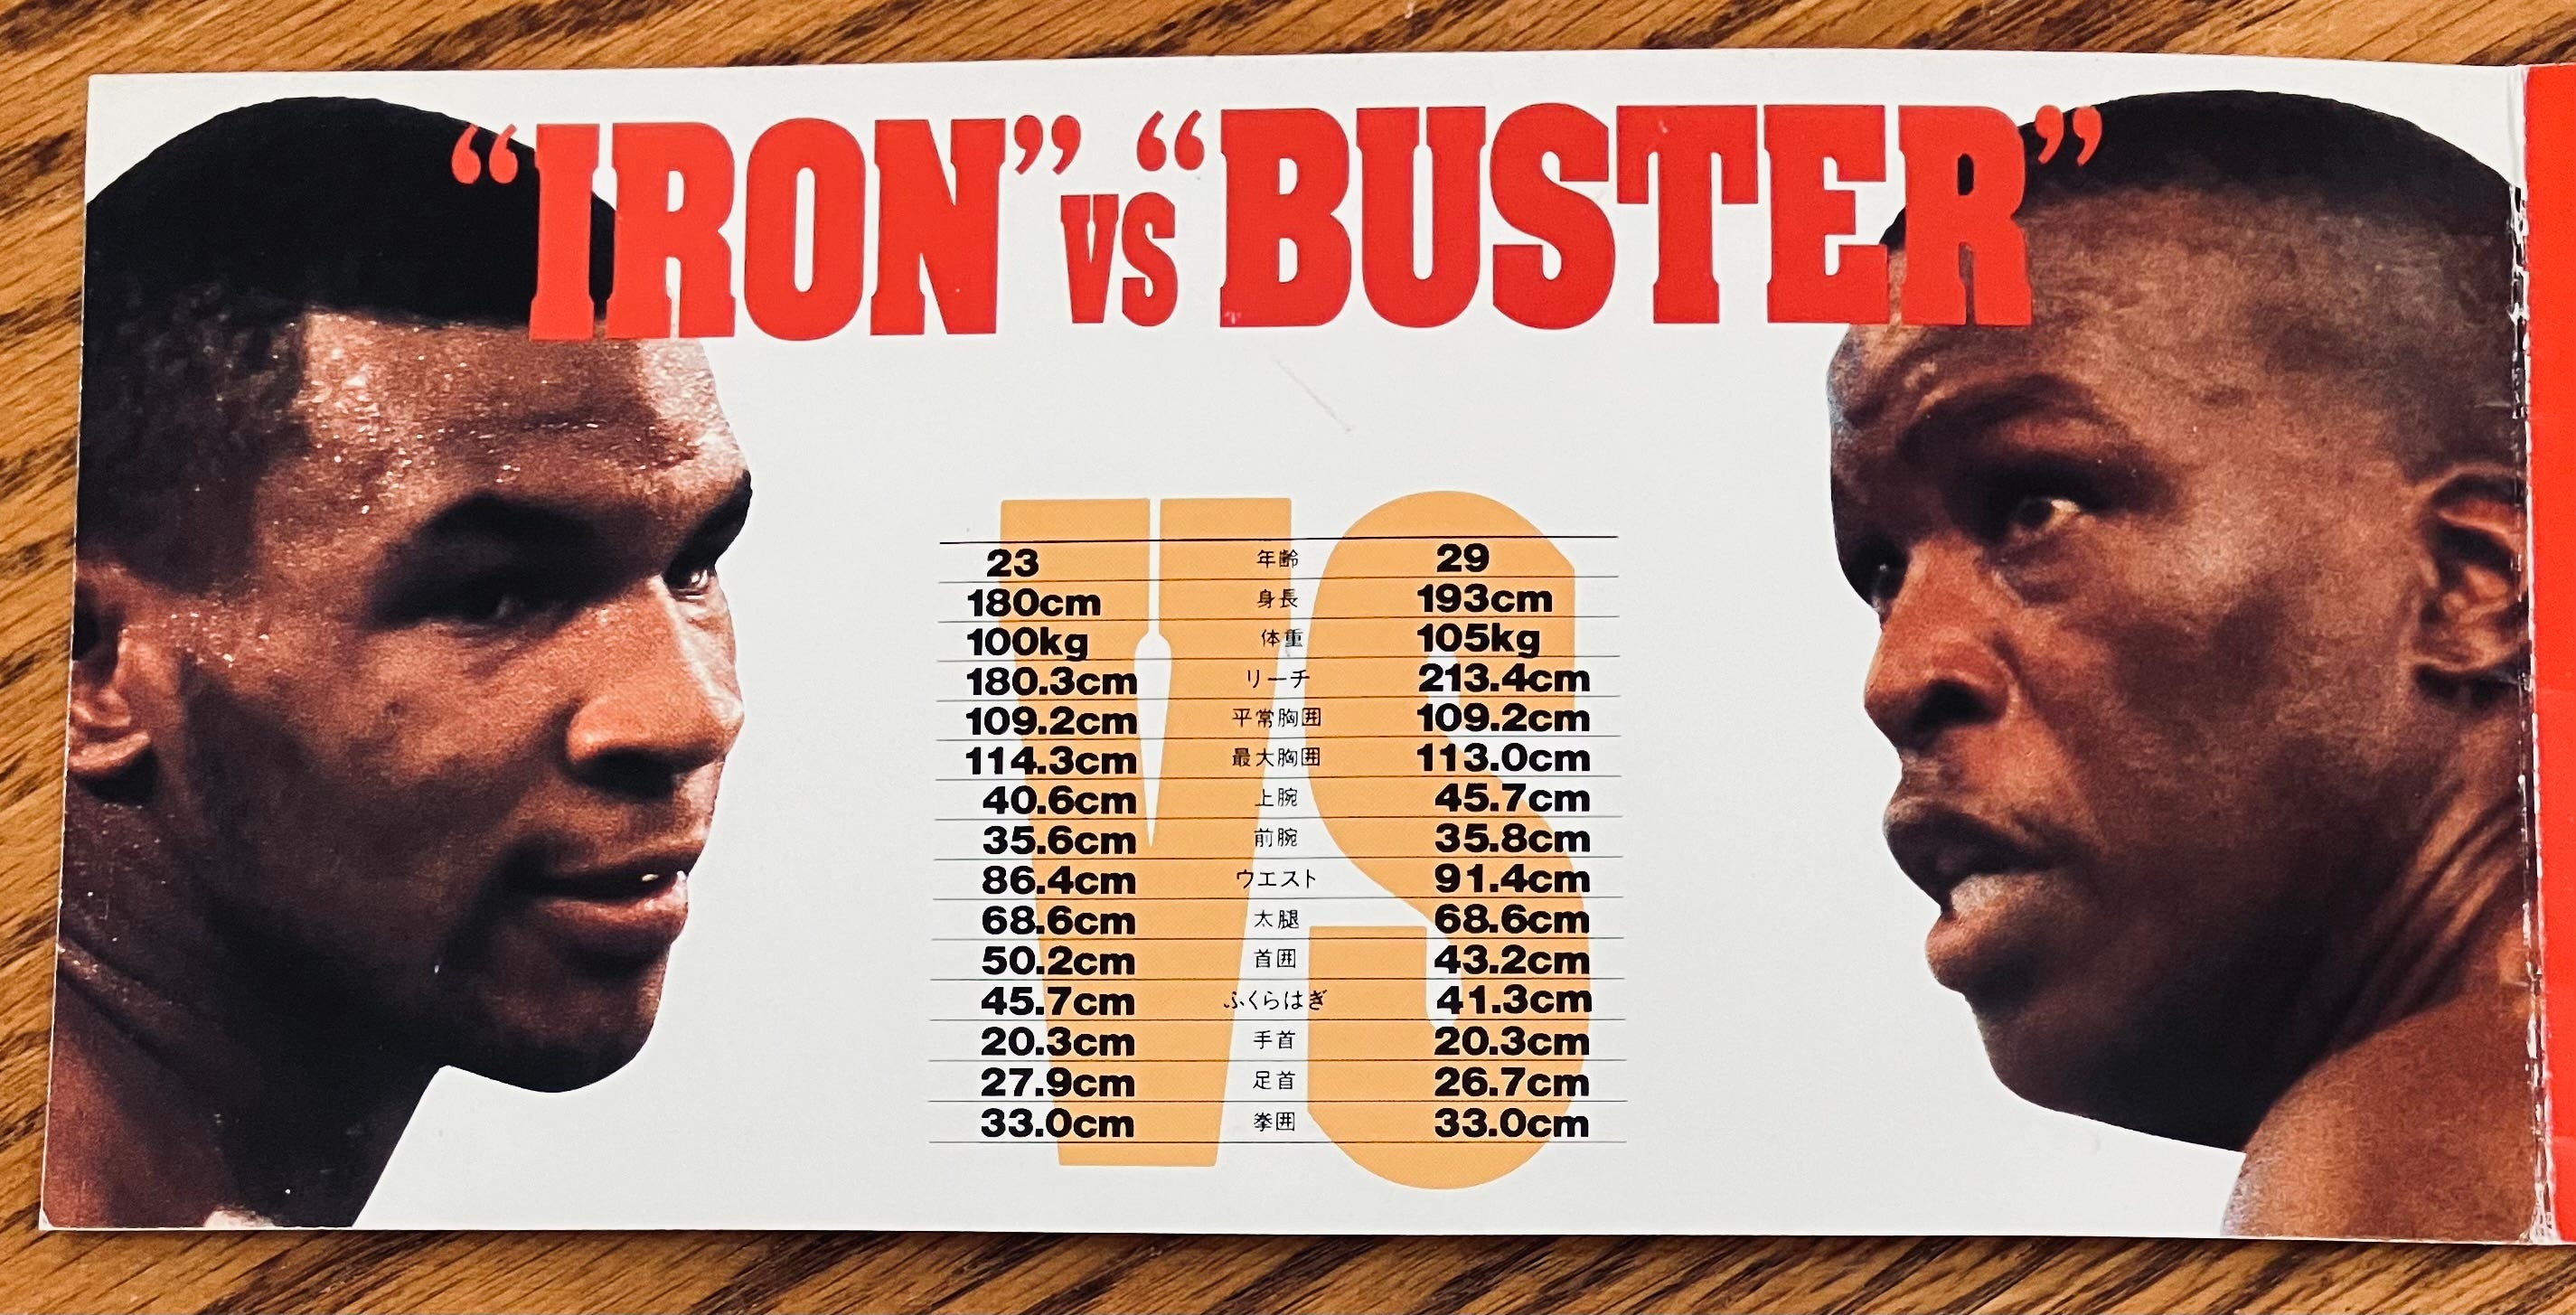 “IRON” VS “BUSTER”
VS
23 年齢 29
180cm 身長 193cm
100kg 体重 105kg
180.3cm リーチ 213.4cm
109.2cm 平常胸囲 109.2cm
114.3cm 最大胸囲 113.0cm
40.6cm 上腕 45.7cm
35.6cm 前腕 35.8cm
86.4cm ウエスト 91.4cm
68.6cm 太腿 68.6cm
50.2cm 首囲 43.2cm
45.7cm ふくらはぎ 41.3cm
20.3cm 手首 20.3cm
27.9cm 足首 26.7cm
33.0cm 拳囲 33.0cm